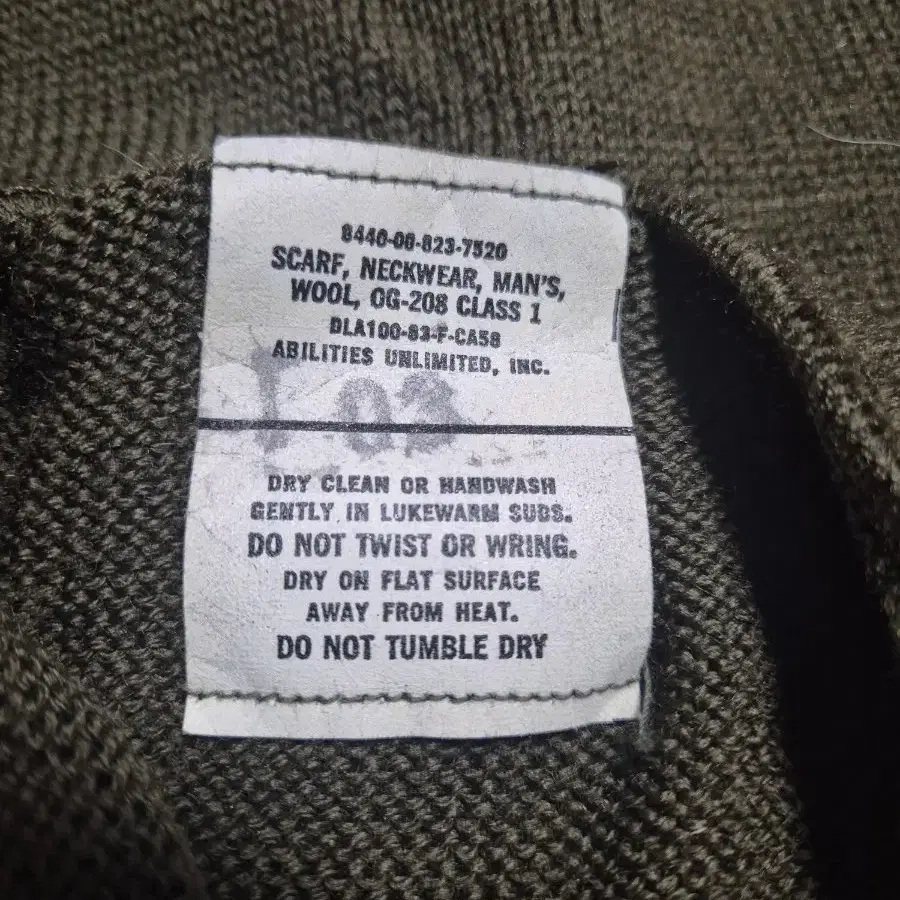 8440-00-823-7520
SCARF, NECKWEAR, MAN'S,
WOOL, OG-208 CLASS 1
DLA100-83-F-CA58
ABILITIES UNLIMITED, INC.
DRY CLEAN OR HANDWASH
GENTLY IN LUKEWARM SUDS.
DO NOT TWIST OR WRING.
DRY ON FLAT SURFACE
AWAY FROM HEAT.
DO NOT TUMBLE DRY